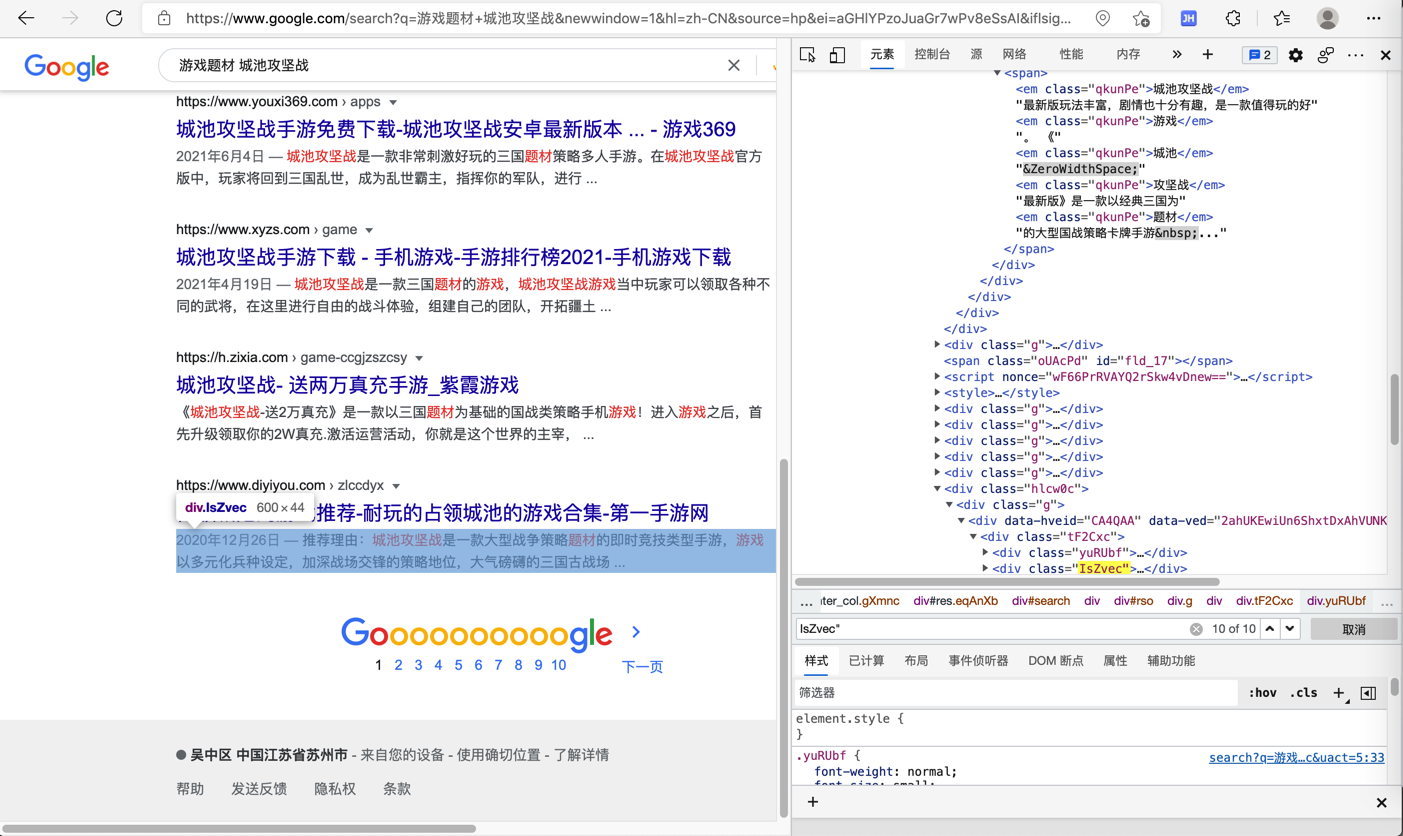 https://www.google.com/search?q=游戏题材+城池攻坚战&newwindow=1&hl=zh-CN&source=hp&ei=aGHlYPzoJuaGr7wPv8eSsAI&iflsig...
JH
Google
游戏题材 城池攻坚战
https://www.youxi369.com › apps
城池攻坚战手游免费下载-城池攻坚战安卓最新版本 ... - 游戏369
2021年6月4日 — 城池攻坚战是一款非常刺激好玩的三国题材策略多人手游。在城池攻坚战官方
版中，玩家将回到三国乱世，成为乱世霸主，指挥你的军队，进行 ...
https://www.xyzs.com › game
城池攻坚战手游下载 - 手机游戏-手游排行榜2021-手机游戏下载
2021年4月19日 — 城池攻坚战是一款三国题材的游戏，城池攻坚战游戏当中玩家可以领取各种不
同的武将，在这里进行自由的战斗体验，组建自己的团队，开拓疆土 ...
https://h.zixia.com › game-ccgjzszcsy
城池攻坚战- 送两万真充手游_紫霞游戏
《城池攻坚战-送2万真充》是一款以三国题材为基础的国战类策略手机游戏！进入游戏之后，首
先升级领取你的2W真充.激活运营活动，你就是这个世界的主宰， ...
https://www.diyiyou.com › zlccdyx
div.IsZvec 600 × 44
推荐-耐玩的占领城池的游戏合集-第一手游网
2020年12月26日 — 推荐理由：城池攻坚战是一款大型战争策略题材的即时竞技类型手游，游戏
以多元化兵种设定，加深战场交锋的策略地位，大气磅礴的三国古战场 ...
Goooooooooogle
1 2 3 4 5 6 7 8 9 10 下一页
吴中区 中国江苏省苏州市 - 来自您的设备 - 使用确切位置 - 了解详情
帮助 发送反馈 隐私权 条款
元素 控制台 源 网络 性能 内存 » + 2
<span>
<em class="qkunPe">城池攻坚战</em>
"最新版玩法丰富，剧情也十分有趣，是一款值得玩的好"
<em class="qkunPe">游戏</em>
"。 《"
<em class="qkunPe">城池</em>
"&ZeroWidthSpace;"
<em class="qkunPe">攻坚战</em>
"最新版》是一款以经典三国为"
<em class="qkunPe">题材</em>
"的大型国战策略卡牌手游&nbsp;..."
</span>
</div>
</div>
</div>
</div>
</div>
<div class="g">…</div>
<span class="oUAcPd" id="fld_17"></span>
<script nonce="wF66PrRVAYQ2rSkw4vDnew==">…</script>
<style>…</style>
<div class="g">…</div>
<div class="g">…</div>
<div class="g">…</div>
<div class="g">…</div>
<div class="g">…</div>
<div class="hlcw0c">
<div class="g">
<div data-hveid="CA4QAA" data-ved="2ahUKEwiUn6ShxtDxAhVUNK
<div class="tF2Cxc">
<div class="yuRUbf">…</div>
<div class="IsZvec">…</div>
... nter_col.gXmnc div#res.eqAnXb div#search div div#rso div.g div div.tF2Cxc div.yuRUbf ...
IsZvec" 10 of 10 取消
样式 已计算 布局 事件侦听器 DOM 断点 属性 辅助功能
筛选器 :hov .cls +
element.style {
}
.yuRUbf { search?q=游戏…c&uact=5:33
font-weight: normal;
font-size: small;